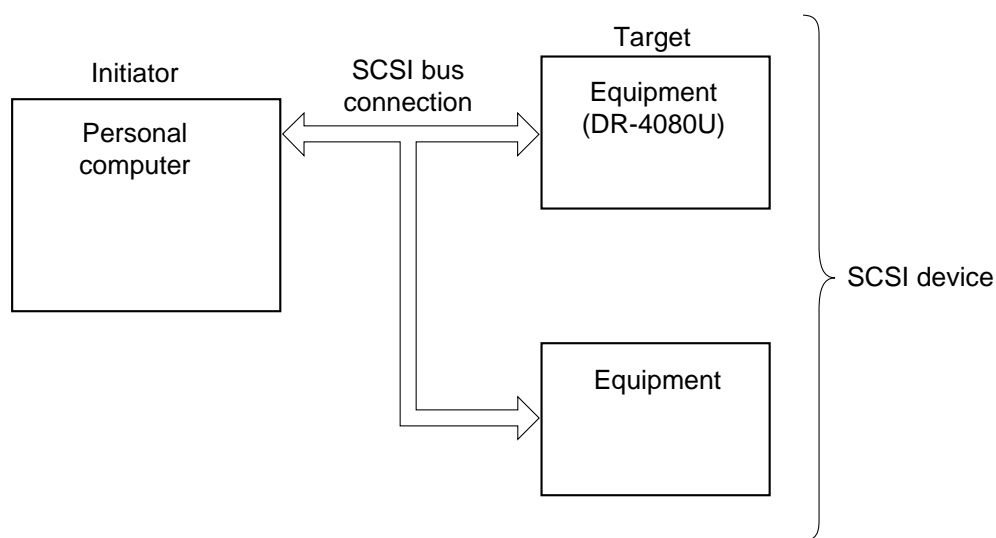 Initiator
Personal
computer
SCSI bus
connection
Target
Equipment
(DR-4080U)
Equipment
SCSI device